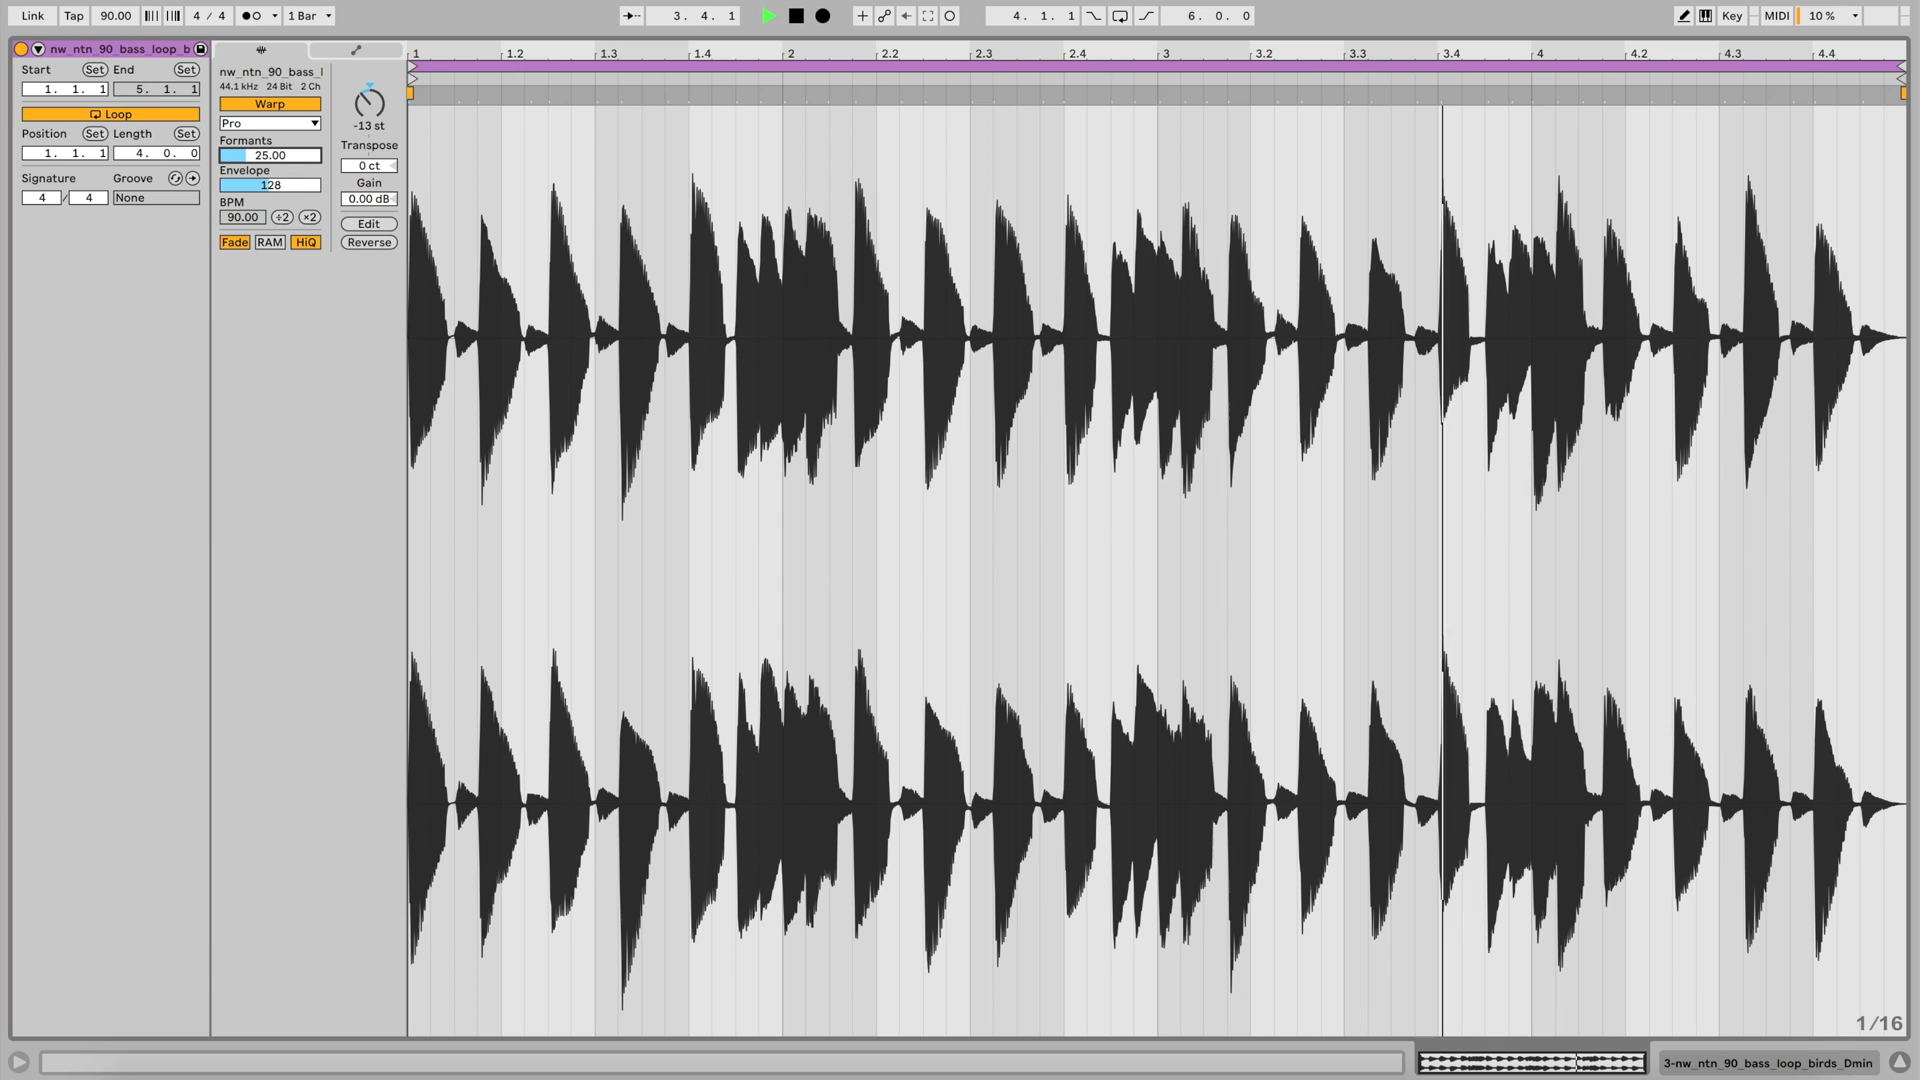 Link Tap 90.00 4 / 4 1 Bar 3. 4. 1 4. 1. 1 6. 0. 0 Key MIDI 10 %
nw_ntn_90_bass_loop_b
Start Set End Set
1. 1. 1 5. 1. 1
Loop
Position Set Length Set
1. 1. 1 4. 0. 0
Signature Groove
4 / 4 None
nw_ntn_90_bass_l
44.1 kHz 24 Bit 2 Ch
Warp
Pro
Formants
25.00
Envelope
128
BPM
90.00 ÷2 ×2
Fade RAM HiQ
-13 st
Transpose
0 ct
Gain
0.00 dB
Edit
Reverse
1 1.2 1.3 1.4 2 2.2 2.3 2.4 3 3.2 3.3 3.4 4 4.2 4.3 4.4
1/16
3-nw_ntn_90_bass_loop_birds_Dmin